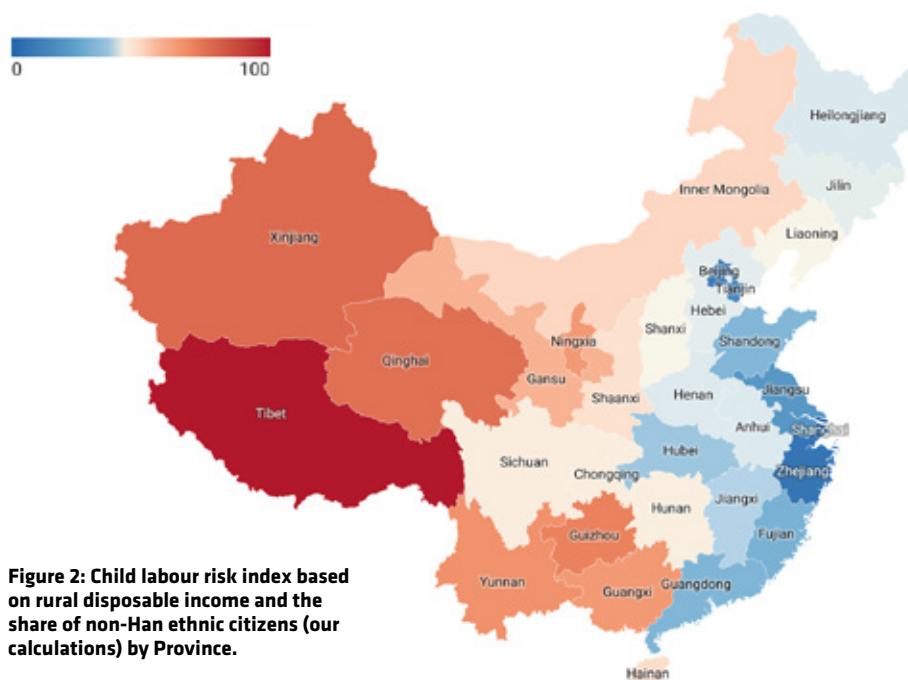 0 100
Heilongjiang
Jilin
Inner Mongolia
Liaoning
Xinjiang
Beijing
Tianjin
Hebei
Shanxi
Shandong
Ningxia
Qinghai
Gansu
Shaanxi
Henan
Jiangsu
Tibet
Anhui
Shanghai
Sichuan
Hubei
Chongqing
Zhejiang
Jiangxi
Hunan
Guizhou
Fujian
Yunnan
Guangxi
Guangdong
Hainan
Figure 2: Child labour risk index based
on rural disposable income and the
share of non-Han ethnic citizens (our
calculations) by Province.